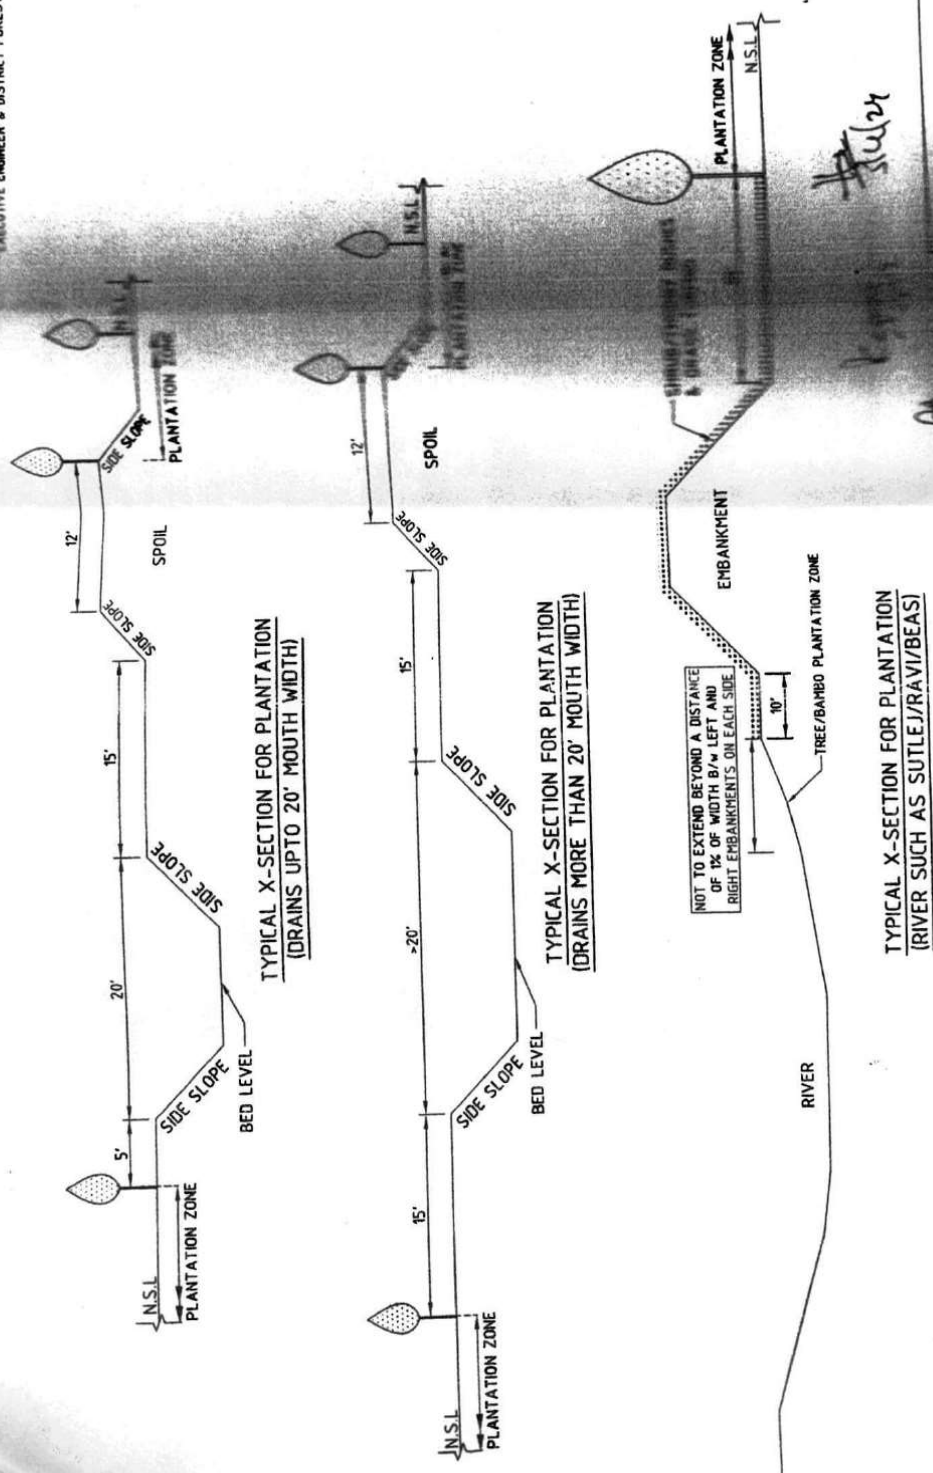 EXECUTIVE ENGINEER & DISTRICT FOREST
N.S.L
PLANTATION ZONE
5'
SIDE SLOPE
20'
BED LEVEL
SIDE SLOPE
15'
SIDE SLOPE
12'
SPOIL
SIDE SLOPE
PLANTATION ZONE
N.S.L
TYPICAL X-SECTION FOR PLANTATION
(DRAINS UPTO 20' MOUTH WIDTH)
N.S.L
PLANTATION ZONE
15'
SIDE SLOPE
>20'
BED LEVEL
SIDE SLOPE
15'
SIDE SLOPE
12'
SPOIL
PLANTATION ZONE
N.S.L
TYPICAL X-SECTION FOR PLANTATION
(DRAINS MORE THAN 20' MOUTH WIDTH)
RIVER
NOT TO EXTEND BEYOND A DISTANCE
OF 1% OF WIDTH B/w LEFT AND
RIGHT EMBANKMENTS ON EACH SIDE
10'
TREE/BAMBO PLANTATION ZONE
EMBANKMENT
& GRASS
PLANTATION ZONE
N.S.L
TYPICAL X-SECTION FOR PLANTATION
(RIVER SUCH AS SUTLEJ/RAVI/BEAS)